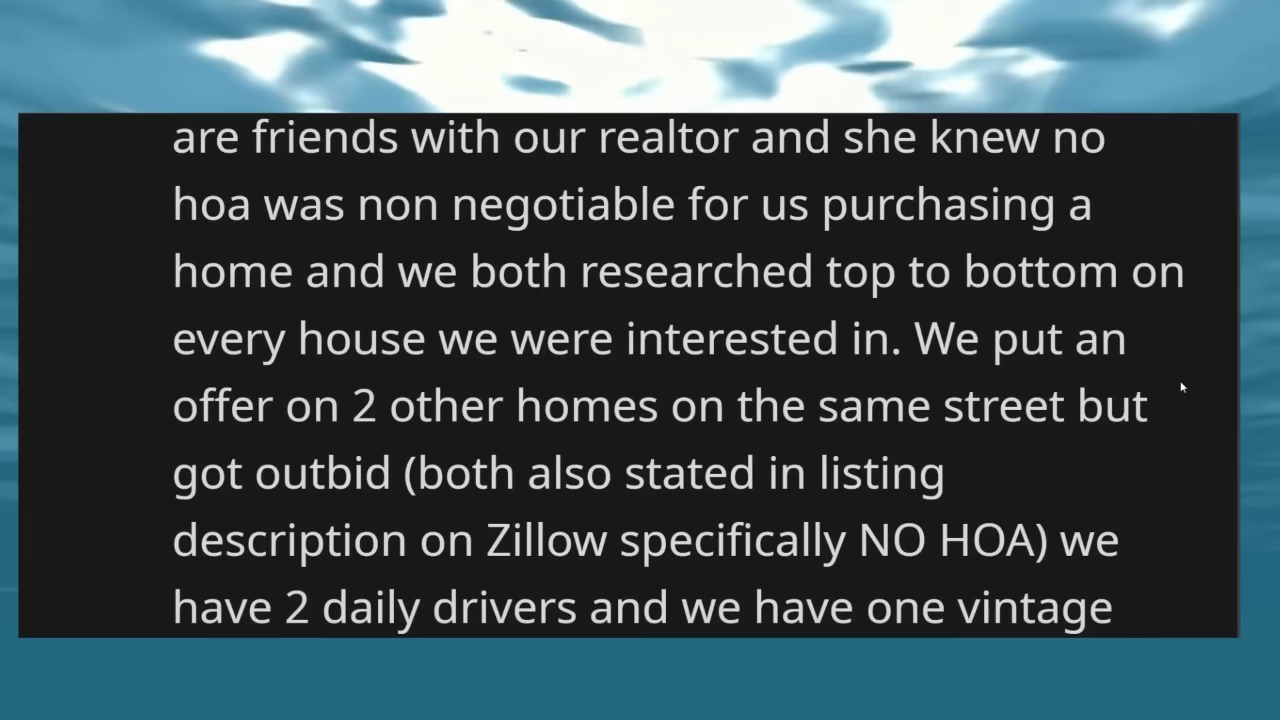 are friends with our realtor and she knew no
hoa was non negotiable for us purchasing a
home and we both researched top to bottom on
every house we were interested in. We put an
offer on 2 other homes on the same street but
got outbid (both also stated in listing
description on Zillow specifically NO HOA) we
have 2 daily drivers and we have one vintage